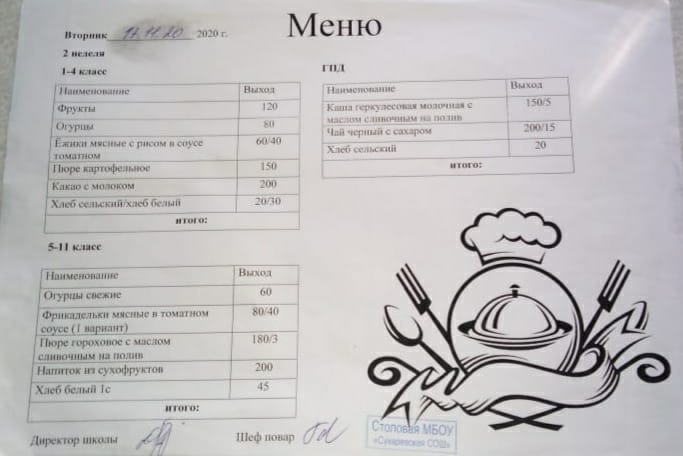 Меню
Вторник 17.11.20 2020 г.
2 неделя
1-4 класс
Наименование Выход
Фрукты 120
Огурцы 80
Ёжики мясные с рисом в соусе 60/40
томатном
Пюре картофельное 150
Какао с молоком 200
Хлеб сельский/хлеб белый 20/30
итого:
ГПД
Наименование Выход
Каша геркулесовая молочная с 150/5
маслом сливочным на полив
Чай черный с сахаром 200/15
Хлеб сельский 20
итого:
5-11 класс
Наименование Выход
Огурцы свежие 60
Фрикадельки мясные в томатном 80/40
соусе (1 вариант)
Пюре гороховое с маслом 180/3
сливочным на полив
Напиток из сухофруктов 200
Хлеб белый 1с 45
итого:
Директор школы
Шеф повар
Столовая МБОУ
«Сухаревская СОШ»